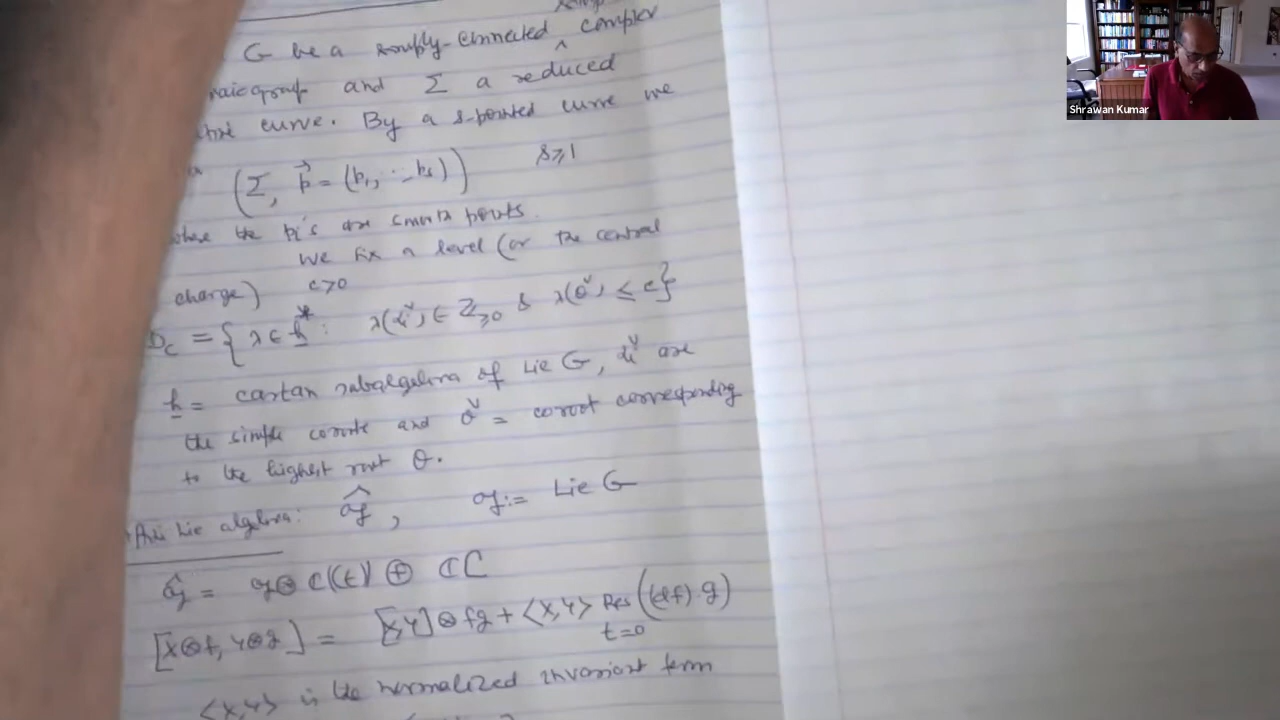 G be a simply-connected simple complex
raic group and Σ a reduced
curve. By a s-pointed curve we
(Σ, p⃗ = (p₁, ..., pₛ)) s≥1
where the pᵢ's are smooth points.
We fix a level (or the central
charge) c>0
D_c = { λ ∈ h*: λ(αᵢ^∨) ∈ Z≥0 & λ(θ^∨) ≤ c}
h = cartan subalgebra of Lie G, αᵢ^∨ are
the simple coroots and θ^∨ = coroot corresponding
to the highest root θ.
Lie algebra: ĝ, g := Lie G
ĝ = g⊗C((t)) ⊕ C C
[x⊗f, y⊗g] = [x,y]⊗fg + <x,y> Res t=0 ((df).g)
<x,y> is the normalized invariant form
Shrawan Kumar